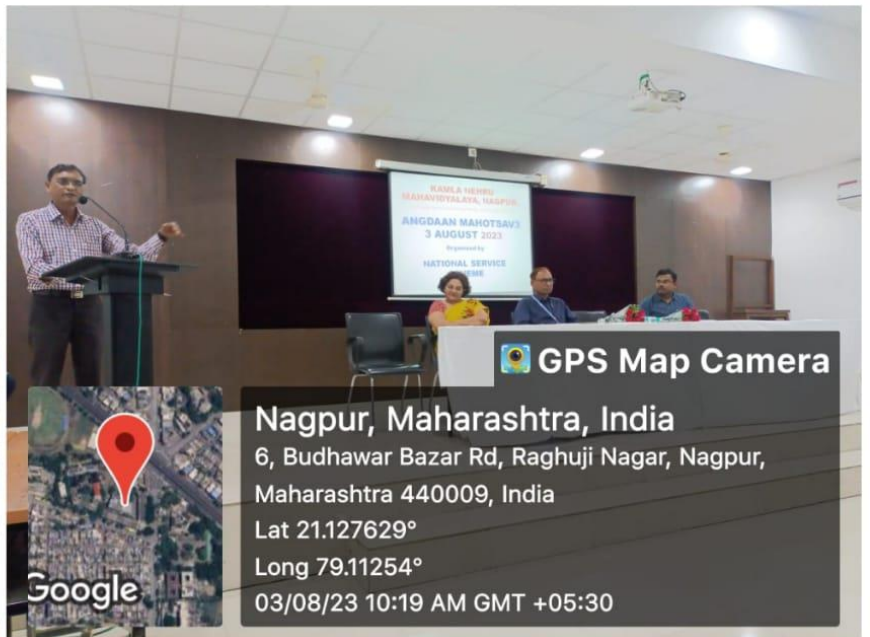 KAMLA NEHRU
MAHAVIDYALAYA, NAGPUR.
ANGDAAN MAHOTSAV
3 AUGUST 2023
Organised by
NATIONAL SERVICE
GPS Map Camera
Nagpur, Maharashtra, India
6, Budhawar Bazar Rd, Raghuji Nagar, Nagpur,
Maharashtra 440009, India
Lat 21.127629°
Long 79.11254°
03/08/23 10:19 AM GMT +05:30
Google